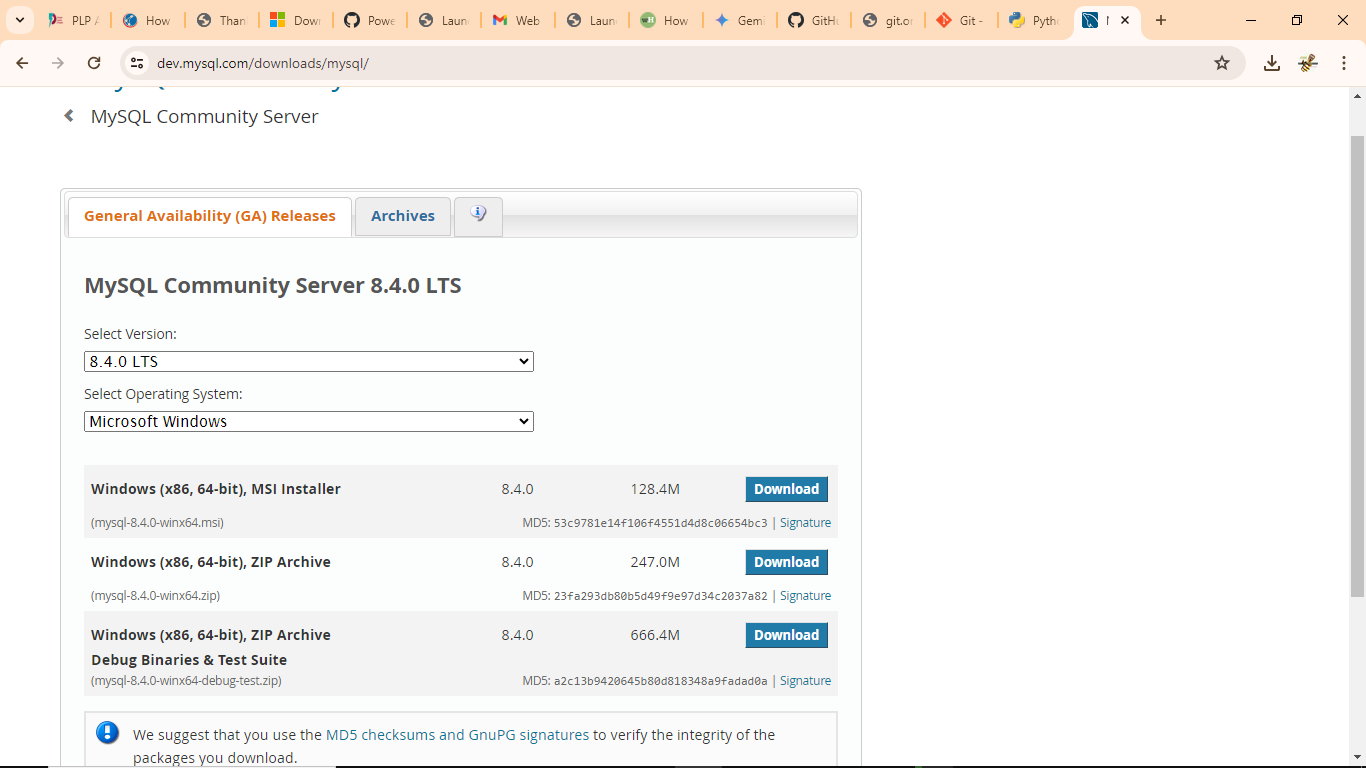 PLP
How
Than
Down
Powe
Laun
Web
Laun
How
Gemi
GitHu
git.or
Git -
Pytho
dev.mysql.com/downloads/mysql/
MySQL Community Server
General Availability (GA) Releases Archives
MySQL Community Server 8.4.0 LTS
Select Version:
8.4.0 LTS
Select Operating System:
Microsoft Windows
Windows (x86, 64-bit), MSI Installer 8.4.0 128.4M Download
(mysql-8.4.0-winx64.msi) MD5: 53c9781e14f106f4551d4d8c06654bc3 | Signature
Windows (x86, 64-bit), ZIP Archive 8.4.0 247.0M Download
(mysql-8.4.0-winx64.zip) MD5: 23fa293db80b5d49f9e97d34c2037a82 | Signature
Windows (x86, 64-bit), ZIP Archive 8.4.0 666.4M Download
Debug Binaries & Test Suite
(mysql-8.4.0-winx64-debug-test.zip) MD5: a2c13b9420645b80d818348a9fadad0a | Signature
We suggest that you use the MD5 checksums and GnuPG signatures to verify the integrity of the
packages you download.